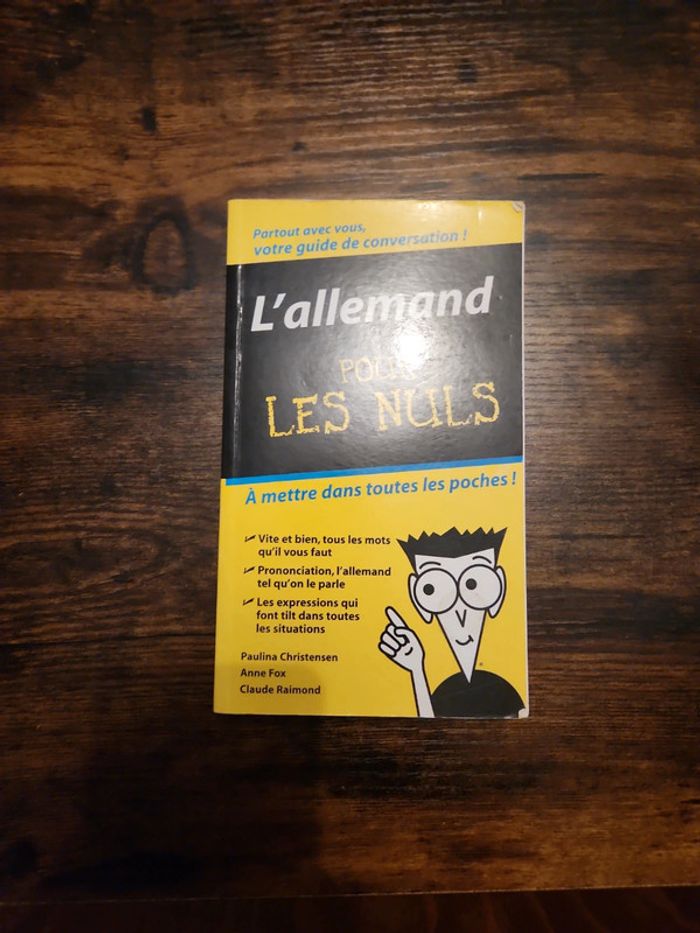 Partout avec vous,
votre guide de conversation !
L'allemand
POUR
LES NULS
À mettre dans toutes les poches !
Vite et bien, tous les mots
qu'il vous faut
Prononciation, l'allemand
tel qu'on le parle
Les expressions qui
font tilt dans toutes
les situations
Paulina Christensen
Anne Fox
Claude Raimond